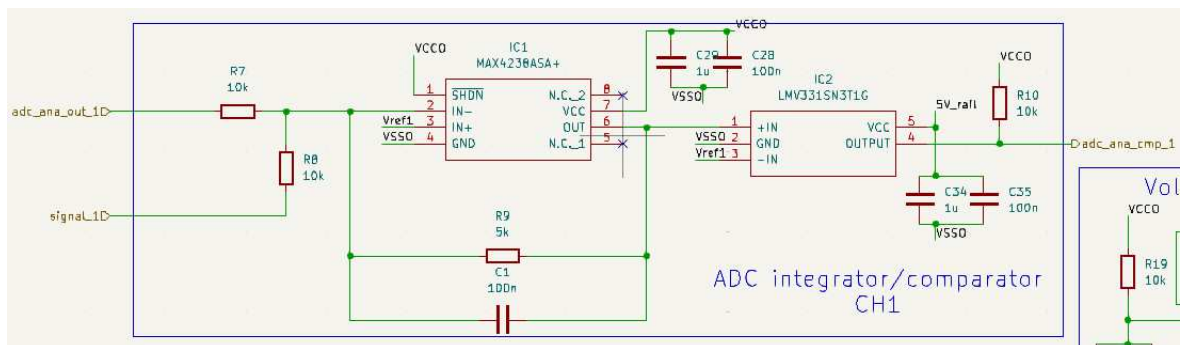 VCCO
IC1
MAX4238ASA+
R7
10k
adc_ana_out_1
R8
10k
signal_1
Vref1
VSSO
1
2
3
4
SHDN
IN-
IN+
GND
N.C._2
VCC
OUT
N.C._1
8
7
6
5
VCCO
C29
1u
C28
100n
VSSO
IC2
LMV331SN3T1G
VSSO
Vref1
1
2
3
+IN
GND
-IN
VCC
OUTPUT
5
4
5V_rail
VCCO
R10
10k
adc_ana_cmp_1
C34
1u
C35
100n
VSSO
R9
5k
C1
100n
ADC integrator/comparator
CH1
Vol
VCCO
R19
10k